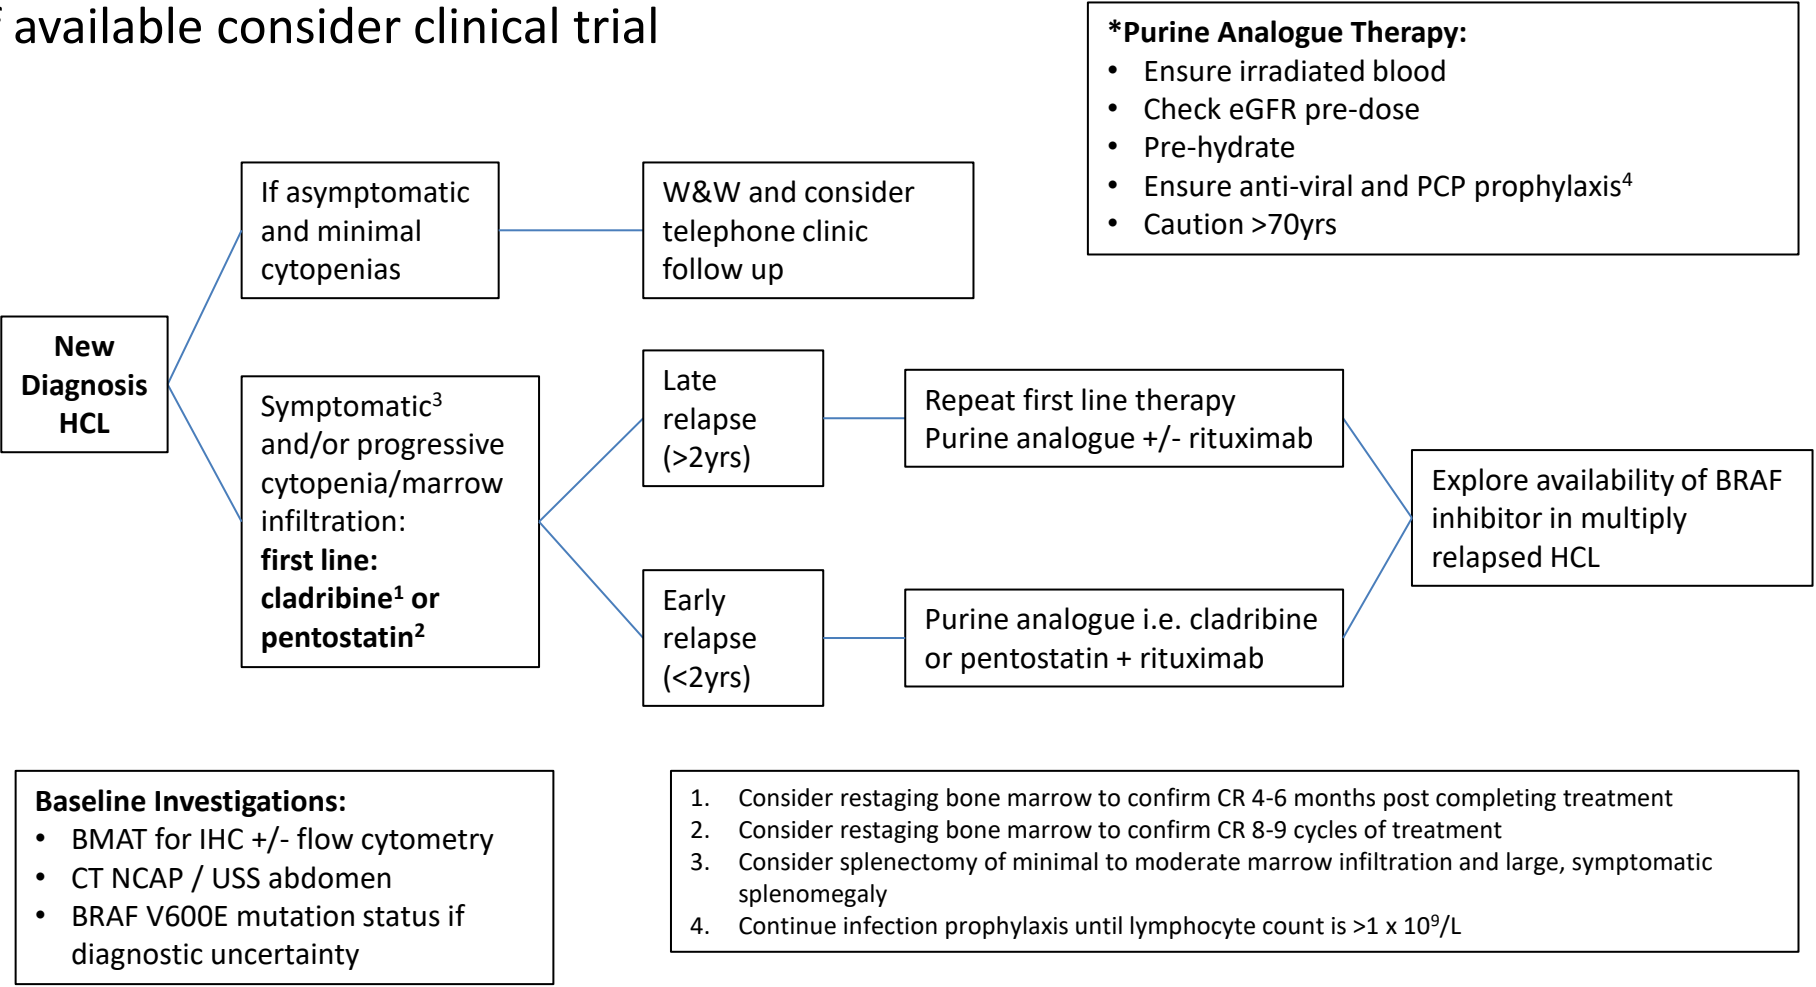 available consider clinical trial
*Purine Analogue Therapy:
• Ensure irradiated blood
• Check eGFR pre-dose
• Pre-hydrate
• Ensure anti-viral and PCP prophylaxis⁴
• Caution >70yrs
If asymptomatic
and minimal
cytopenias
W&W and consider
telephone clinic
follow up
New
Diagnosis
HCL
Symptomatic³
and/or progressive
cytopenia/marrow
infiltration:
first line:
cladribine¹ or
pentostatin²
Late
relapse
(>2yrs)
Repeat first line therapy
Purine analogue +/- rituximab
Early
relapse
(<2yrs)
Purine analogue i.e. cladribine
or pentostatin + rituximab
Explore availability of BRAF
inhibitor in multiply
relapsed HCL
Baseline Investigations:
• BMAT for IHC +/- flow cytometry
• CT NCAP / USS abdomen
• BRAF V600E mutation status if
diagnostic uncertainty
1. Consider restaging bone marrow to confirm CR 4-6 months post completing treatment
2. Consider restaging bone marrow to confirm CR 8-9 cycles of treatment
3. Consider splenectomy of minimal to moderate marrow infiltration and large, symptomatic
splenomegaly
4. Continue infection prophylaxis until lymphocyte count is >1 x 10⁹/L